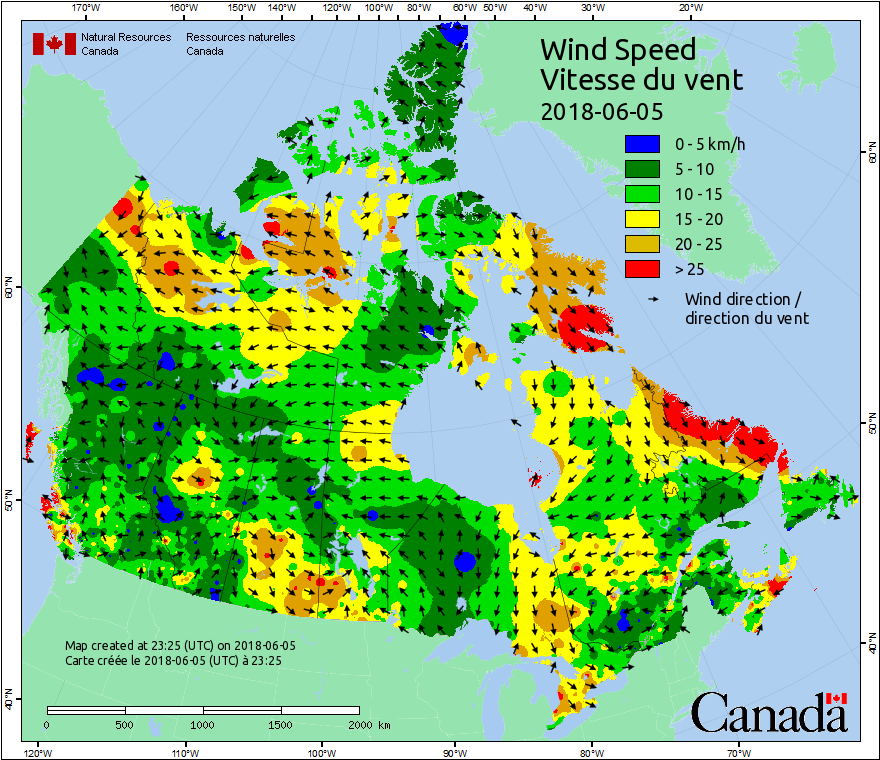 170°W 160°W 150°W 140°W 120°W 100°W 80°W 60°W 50°W 40°W 30°W 20°W
Natural Resources Ressources naturelles
Canada Canada
Wind Speed
Vitesse du vent
2018-06-05
0 - 5 km/h
5 - 10
10 - 15
15 - 20
20 - 25
> 25
Wind direction /
direction du vent
60°N
60°N
50°N
50°N
40°N
40°N
Map created at 23:25 (UTC) on 2018-06-05
Carte créée le 2018-06-05 (UTC) à 23:25
0 500 1000 1500 2000 km
Canada
120°W 110°W 100°W 90°W 80°W 70°W